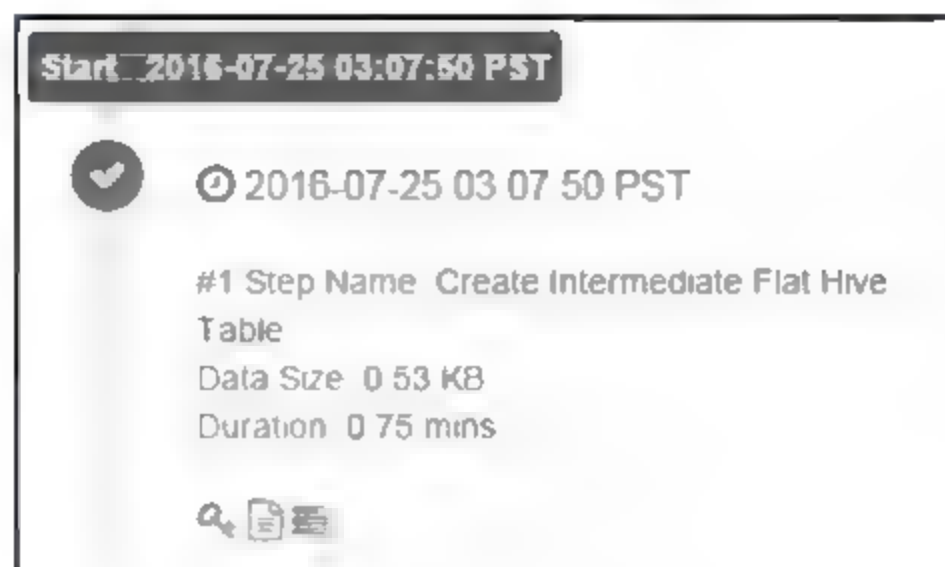 Start 2016-07-25 03:07:50 PST
2016-07-25 03 07 50 PST
#1 Step Name Create Intermediate Flat Hive
Table
Data Size 0 53 KB
Duration 0 75 mins